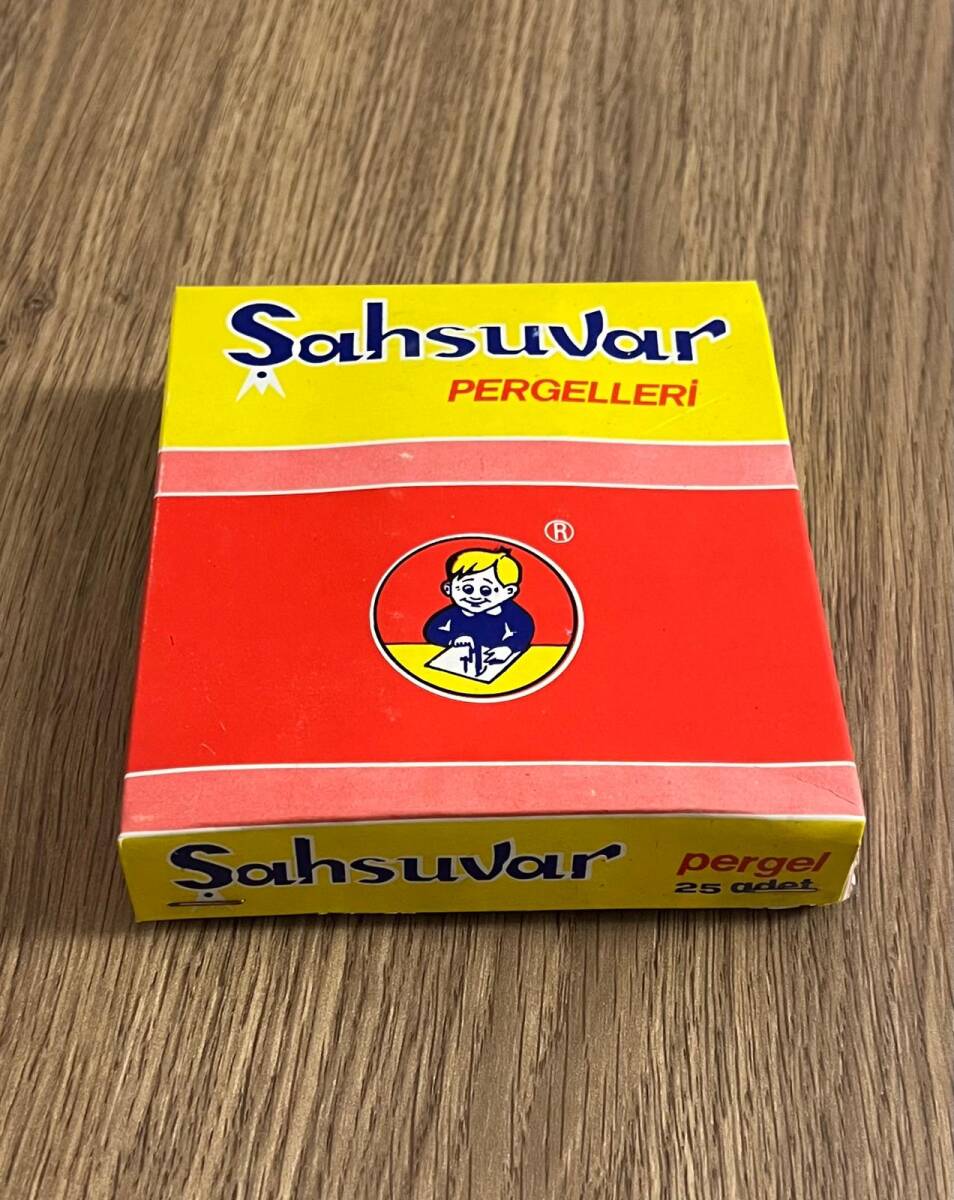 Şahsuvar
PERGELLERİ
®
Şahsuvar
pergel
25 adet